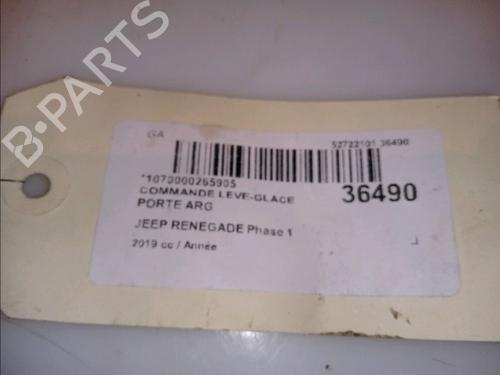 B-PARTS
GA
52722101 36490
*1070000265905
COMMANDE LEVE-GLACE
36490
PORTE ARG
JEEP RENEGADE Phase 1
2019 cc / Année